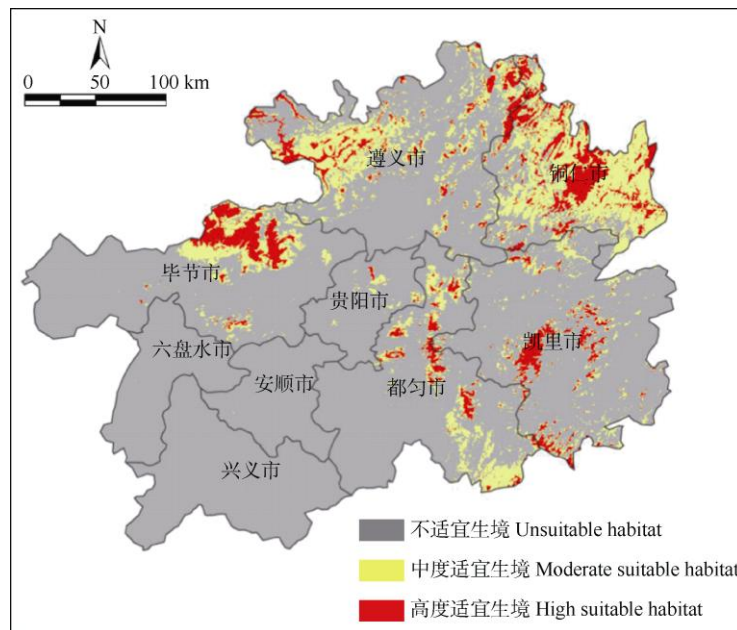 N
0 50 100 km
遵义市
铜仁市
毕节市
贵阳市
六盘水市
凯里市
安顺市
都匀市
兴义市
不适宜生境 Unsuitable habitat
中度适宜生境 Moderate suitable habitat
高度适宜生境 High suitable habitat